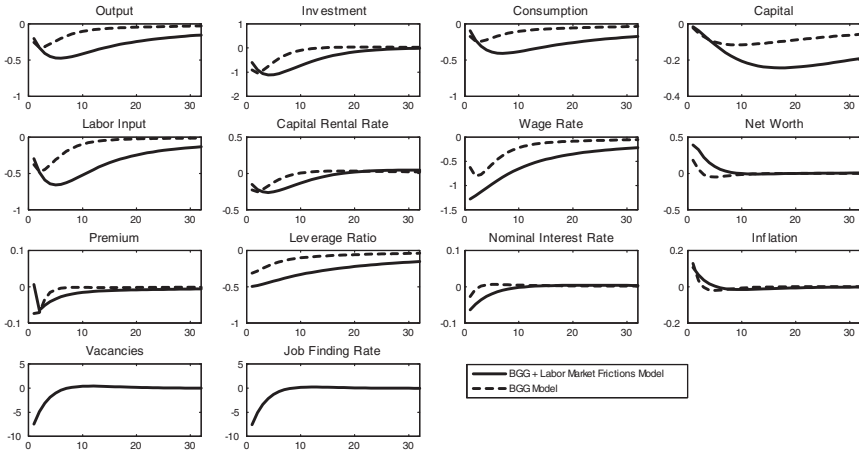 Output Investment Consumption Capital
0 -0.5 -1 0 10 20 30
1 0 -1 -2 0 10 20 30
0 -0.5 -1 0 10 20 30
0 -0.2 -0.4 0 10 20 30
Labor Input Capital Rental Rate Wage Rate Net Worth
0 -0.5 -1 0 10 20 30
0.5 0 -0.5 0 10 20 30
0 -0.5 -1 -1.5 0 10 20 30
0.5 0 -0.5 0 10 20 30
Premium Leverage Ratio Nominal Interest Rate Inflation
0.1 0 -0.1 0 10 20 30
0 -0.5 -1 0 10 20 30
0.1 0 -0.1 0 10 20 30
0.2 0 -0.2 0 10 20 30
Vacancies Job Finding Rate
5 0 -5 -10 0 10 20 30
5 0 -5 -10 0 10 20 30
BGG + Labor Market Frictions Model
BGG Model